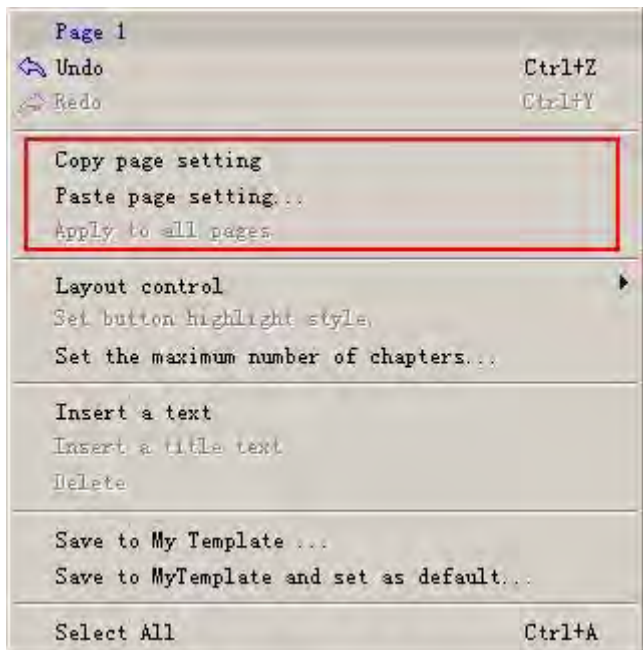 Page 1
Undo Ctrl+Z
Redo Ctrl+Y
Copy page setting
Paste page setting...
Apply to all pages
Layout control
Set button highlight style
Set the maximum number of chapters...
Insert a text
Insert a title text
Delete
Save to My Template ...
Save to MyTemplate and set as default...
Select All Ctrl+A